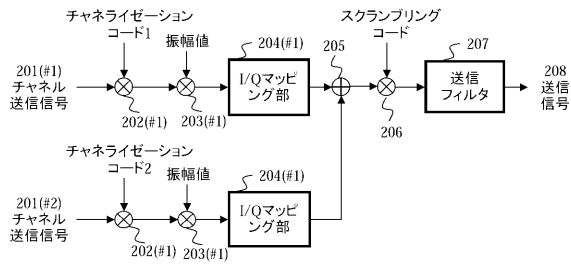 チャネライゼーション
コード1
振幅値
204(#1)
スクランブリング
コード
205
207
201(#1)
チャネル
送信信号
I/Qマッピ
ング部
送信
フィルタ
208
送信
信号
202(#1)
203(#1)
206
チャネライゼーション
コード2
振幅値
204(#1)
201(#2)
チャネル
送信信号
I/Qマッピ
ング部
202(#1)
203(#1)